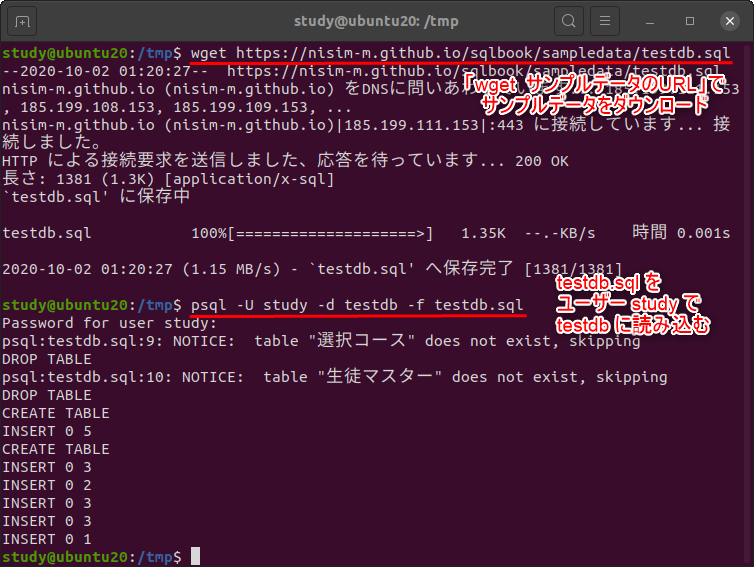 study@ubuntu20: /tmp
study@ubuntu20:/tmp$ wget https://nisim-m.github.io/sqlbook/sampledata/testdb.sql
--2020-10-02 01:20:27-- https://nisim-m.github.io/sqlbook/sampledata/testdb.sql
「wget サンプルデータのURL」で
サンプルデータをダウンロード
nisim-m.github.io (nisim-m.github.io) をDNSに問いあわ
, 185.199.108.153, 185.199.109.153, ...
nisim-m.github.io (nisim-m.github.io)|185.199.111.153|:443 に接続しています... 接
続しました。
HTTP による接続要求を送信しました、応答を待っています... 200 OK
長さ: 1381 (1.3K) [application/x-sql]
`testdb.sql' に保存中
testdb.sql 100%[====================>] 1.35K --.-KB/s 時間 0.001s
2020-10-02 01:20:27 (1.15 MB/s) - `testdb.sql' へ保存完了 [1381/1381]
testdb.sql を
ユーザー study で
testdb に読み込む
study@ubuntu20:/tmp$ psql -U study -d testdb -f testdb.sql
Password for user study:
psql:testdb.sql:9: NOTICE: table "選択コース" does not exist, skipping
DROP TABLE
psql:testdb.sql:10: NOTICE: table "生徒マスター" does not exist, skipping
DROP TABLE
CREATE TABLE
INSERT 0 5
CREATE TABLE
INSERT 0 3
INSERT 0 2
INSERT 0 3
INSERT 0 3
INSERT 0 1
study@ubuntu20:/tmp$